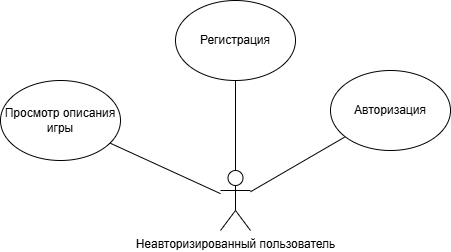 Регистрация
Просмотр описания
игры
Авторизация
Неавторизированный пользователь